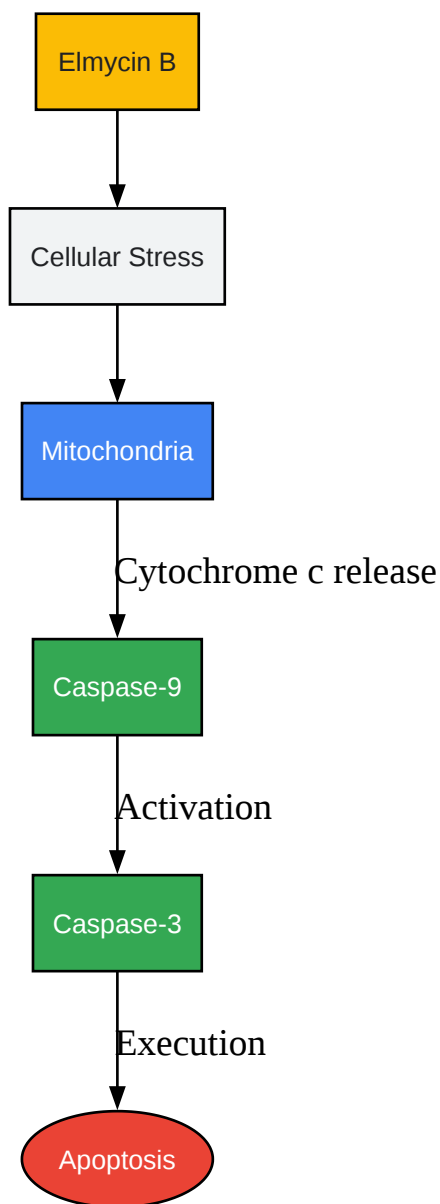 Elmycin B
Cellular Stress
Mitochondria
Cytochrome c release
Caspase-9
Activation
Caspase-3
Execution
Apoptosis